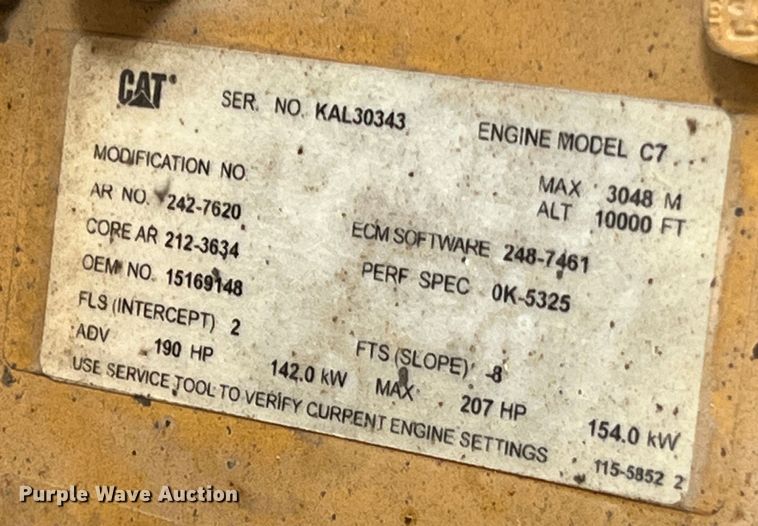 CAT® SER. NO. KAL30343 ENGINE MODEL C7
MODIFICATION NO.
MAX 3048 M
AR NO. 242-7620
ALT 10000 FT
CORE AR 212-3634
ECM SOFTWARE 248-7461
OEM NO. 15169148
PERF SPEC 0K-5325
FLS (INTERCEPT) 2
FTS (SLOPE) -8
ADV 190 HP 142.0 kW MAX 207 HP 154.0 kW
USE SERVICE TOOL TO VERIFY CURRENT ENGINE SETTINGS 115-5852 2
Purple Wave Auction